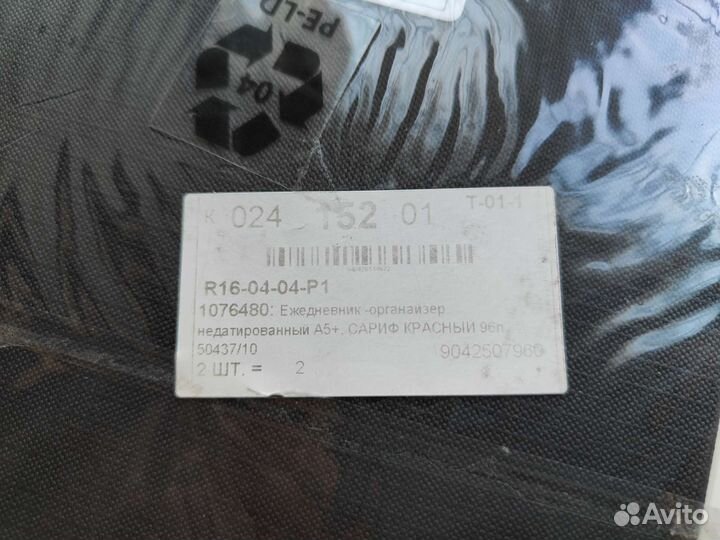 PE-LD
04
К 024 152 01 Т-01-1
R16-04-04-P1
1076480: Ежедневник -органайзер
недатированный А5+, САРИФ КРАСНЫЙ 96л,
50437/10 9042507960
2 ШТ. = 2
Avito